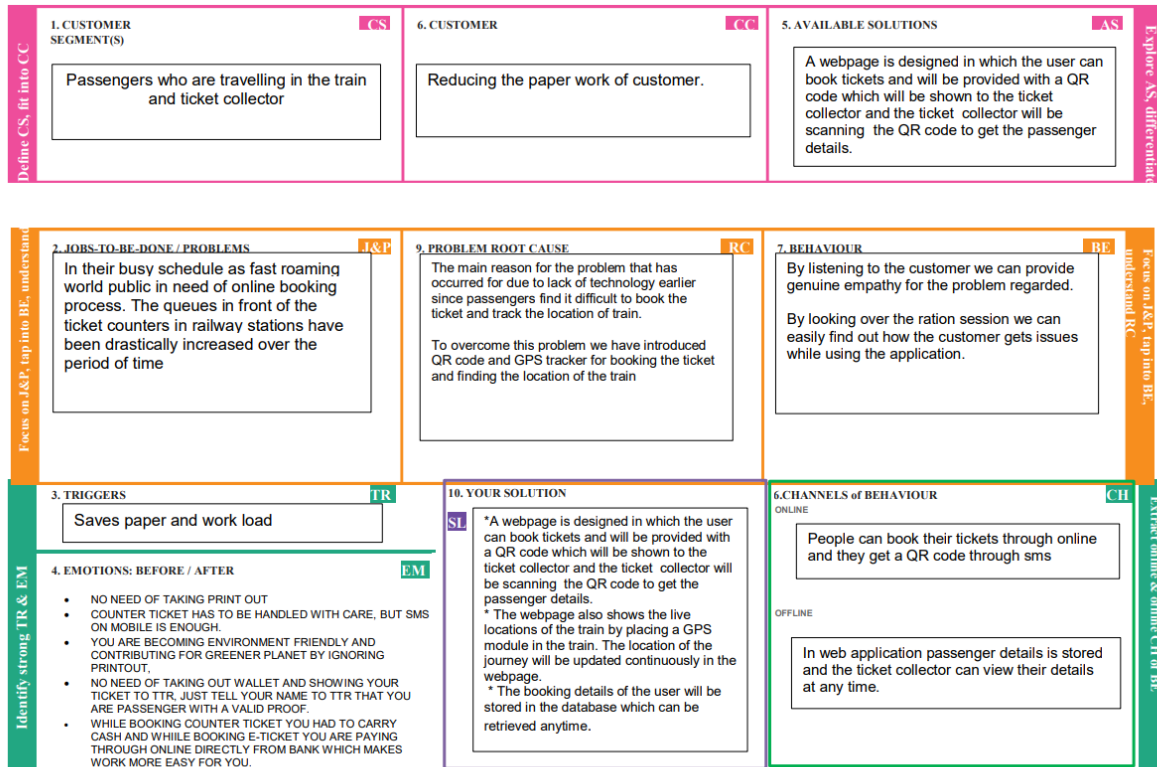 Define CS, fit into CC
1. CUSTOMER
SEGMENT(S)
CS
Passengers who are travelling in the train
and ticket collector
6. CUSTOMER
CC
Reducing the paper work of customer.
5. AVAILABLE SOLUTIONS
AS
A webpage is designed in which the user can
book tickets and will be provided with a QR
code which will be shown to the ticket
collector and the ticket collector will be
scanning the QR code to get the passenger
details.
Explore AS, differentiate
Focus on J&P, tap into BE, understand
2. JOBS-TO-BE-DONE / PROBLEMS
J&P
In their busy schedule as fast roaming
world public in need of online booking
process. The queues in front of the
ticket counters in railway stations have
been drastically increased over the
period of time
9. PROBLEM ROOT CAUSE
RC
The main reason for the problem that has
occurred for due to lack of technology earlier
since passengers find it difficult to book the
ticket and track the location of train.
To overcome this problem we have introduced
QR code and GPS tracker for booking the ticket
and finding the location of the train
7. BEHAVIOUR
BE
By listening to the customer we can provide
genuine empathy for the problem regarded.
By looking over the ration session we can
easily find out how the customer gets issues
while using the application.
Focus on J&P, tap into BE,
understand RC
Identify strong TR & EM
3. TRIGGERS
TR
Saves paper and work load
4. EMOTIONS: BEFORE / AFTER
EM
• NO NEED OF TAKING PRINT OUT
• COUNTER TICKET HAS TO BE HANDLED WITH CARE, BUT SMS
ON MOBILE IS ENOUGH.
• YOU ARE BECOMING ENVIRONMENT FRIENDLY AND
CONTRIBUTING FOR GREENER PLANET BY IGNORING
PRINTOUT,
• NO NEED OF TAKING OUT WALLET AND SHOWING YOUR
TICKET TO TTR, JUST TELL YOUR NAME TO TTR THAT YOU
ARE PASSENGER WITH A VALID PROOF.
• WHILE BOOKING COUNTER TICKET YOU HAD TO CARRY
CASH AND WHIILE BOOKING E-TICKET YOU ARE PAYING
THROUGH ONLINE DIRECTLY FROM BANK WHICH MAKES
WORK MORE EASY FOR YOU.
10. YOUR SOLUTION
SL
*A webpage is designed in which the user
can book tickets and will be provided with
a QR code which will be shown to the
ticket collector and the ticket collector will
be scanning the QR code to get the
passenger details.
* The webpage also shows the live
locations of the train by placing a GPS
module in the train. The location of the
journey will be updated continuously in the
webpage.
* The booking details of the user will be
stored in the database which can be
retrieved anytime.
6.CHANNELS of BEHAVIOUR
CH
ONLINE
People can book their tickets through online
and they get a QR code through sms
OFFLINE
In web application passenger details is stored
and the ticket collector can view their details
at any time.
Extract online & offline CH of BE